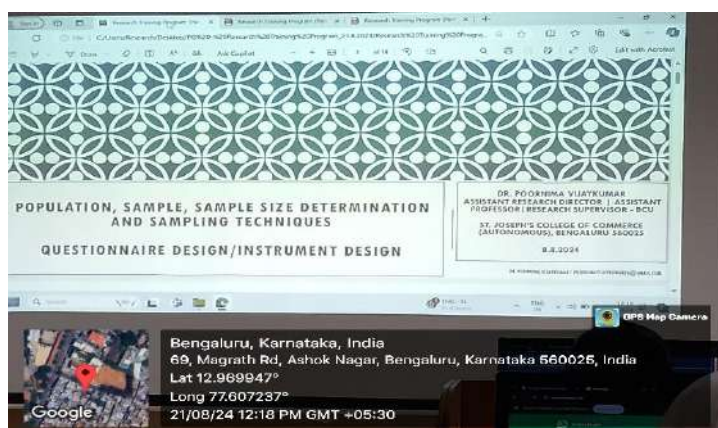 Ask Copilot
Edit with Acrobat
POPULATION, SAMPLE, SAMPLE SIZE DETERMINATION
AND SAMPLING TECHNIQUES
QUESTIONNAIRE DESIGN/INSTRUMENT DESIGN
DR. POORNIMA VIJAYKUMAR
ASSISTANT RESEARCH DIRECTOR | ASSISTANT
PROFESSOR | RESEARCH SUPERVISOR - BCU
ST. JOSEPH'S COLLEGE OF COMMERCE
(AUTONOMOUS), BENGALURU 560025
8.8.2024
GPS Map Camera
Bengaluru, Karnataka, India
69, Magrath Rd, Ashok Nagar, Bengaluru, Karnataka 560025, India
Lat 12.969947°
Long 77.607237°
21/08/24 12:18 PM GMT +05:30
Google